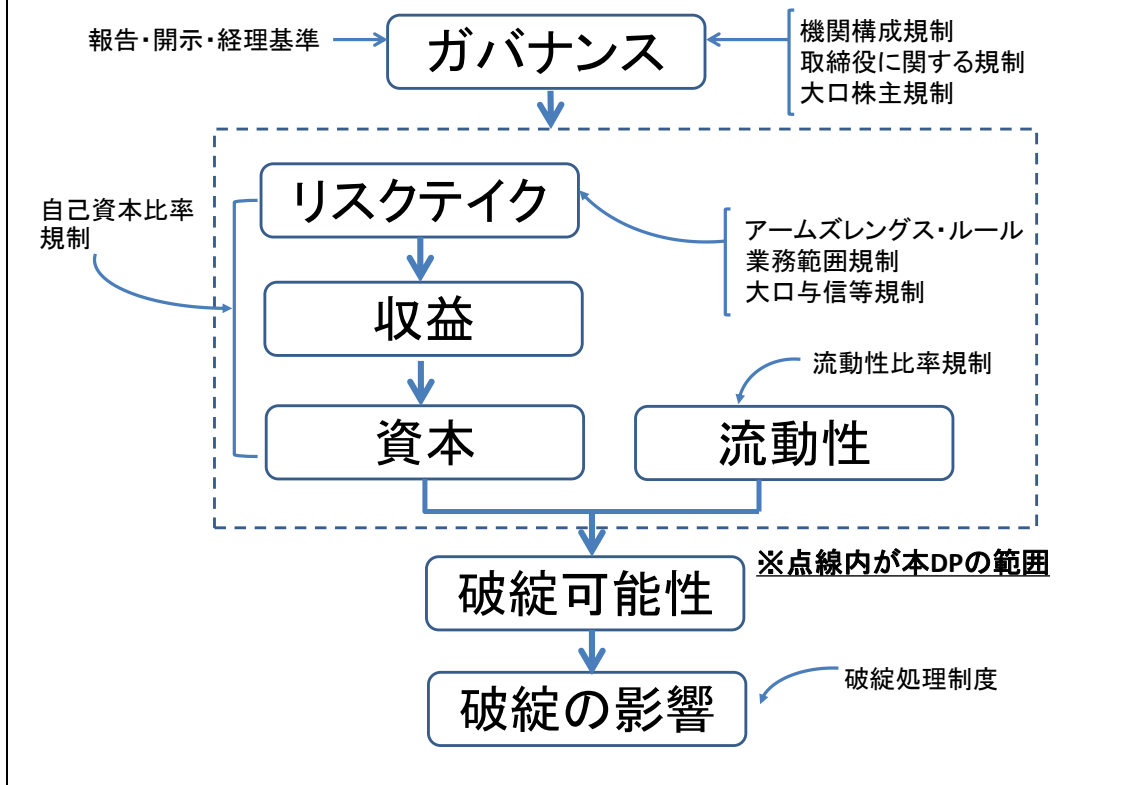 報告・開示・経理基準
ガバナンス
機関構成規制
取締役に関する規制
大口株主規制
リスクテイク
自己資本比率
規制
アームズレングス・ルール
業務範囲規制
大口与信等規制
収益
流動性比率規制
資本
流動性
※点線内が本DPの範囲
破綻可能性
破綻処理制度
破綻の影響